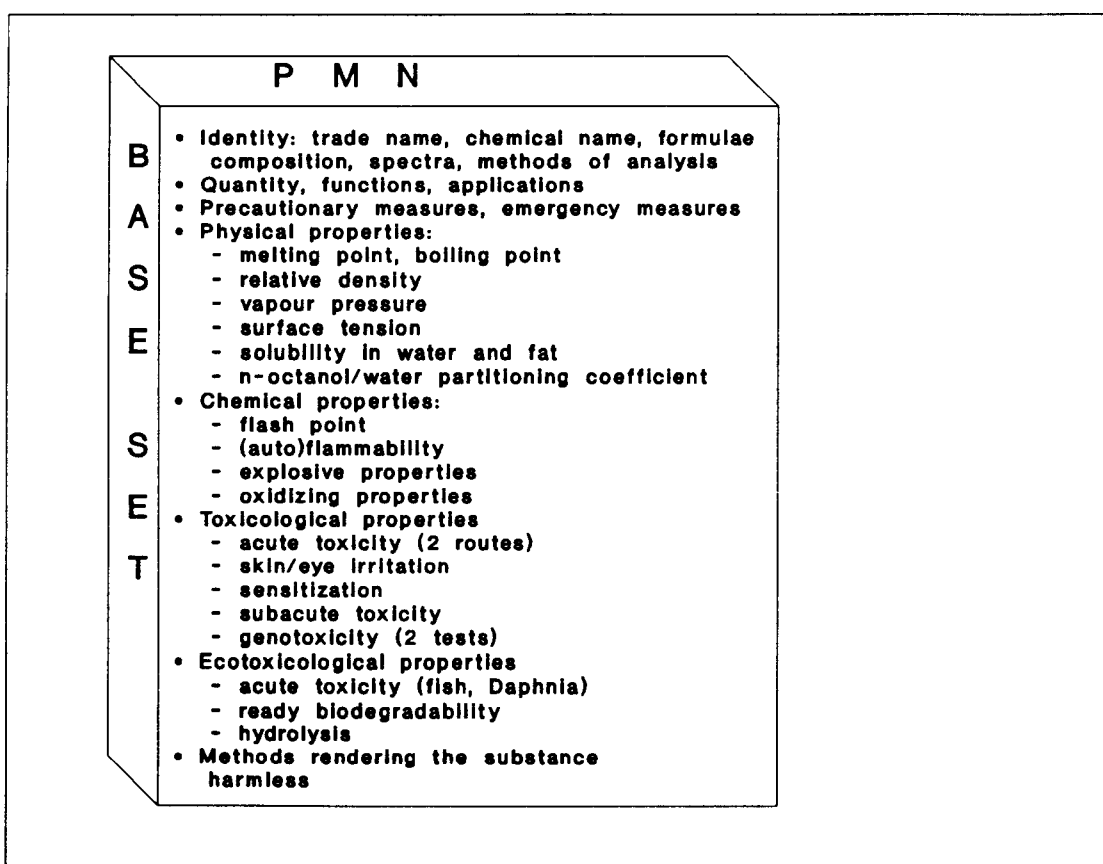 P M N
BASE SET
• Identity: trade name, chemical name, formulae
composition, spectra, methods of analysis
• Quantity, functions, applications
• Precautionary measures, emergency measures
• Physical properties:
- melting point, boiling point
- relative density
- vapour pressure
- surface tension
- solubility in water and fat
- n-octanol/water partitioning coefficient
• Chemical properties:
- flash point
- (auto)flammability
- explosive properties
- oxidizing properties
• Toxicological properties
- acute toxicity (2 routes)
- skin/eye irritation
- sensitization
- subacute toxicity
- genotoxicity (2 tests)
• Ecotoxicological properties
- acute toxicity (fish, Daphnia)
- ready biodegradability
- hydrolysis
• Methods rendering the substance
harmless